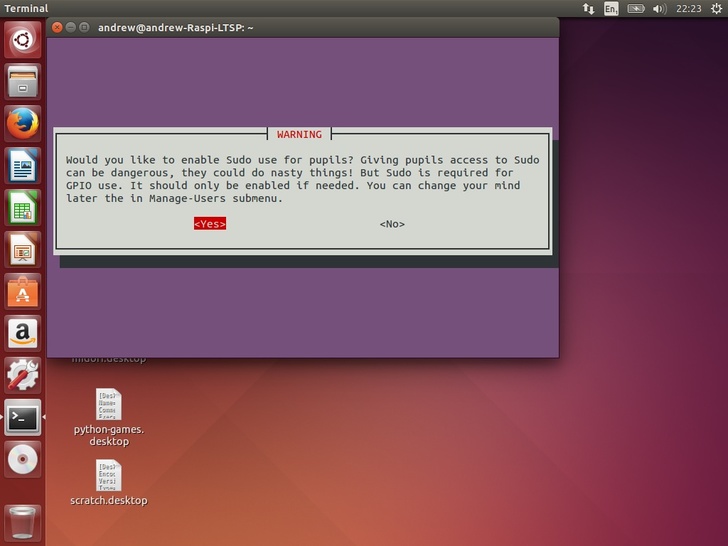 Terminal
En
22:23
andrew@andrew-Raspi-LTSP: ~
WARNING
Would you like to enable Sudo use for pupils? Giving pupils access to Sudo
can be dangerous, they could do nasty things! But Sudo is required for
GPIO use. It should only be enabled if needed. You can change your mind
later the in Manage-Users submenu.
<Yes> <No>
midori.desktop
python-games.
desktop
scratch.desktop